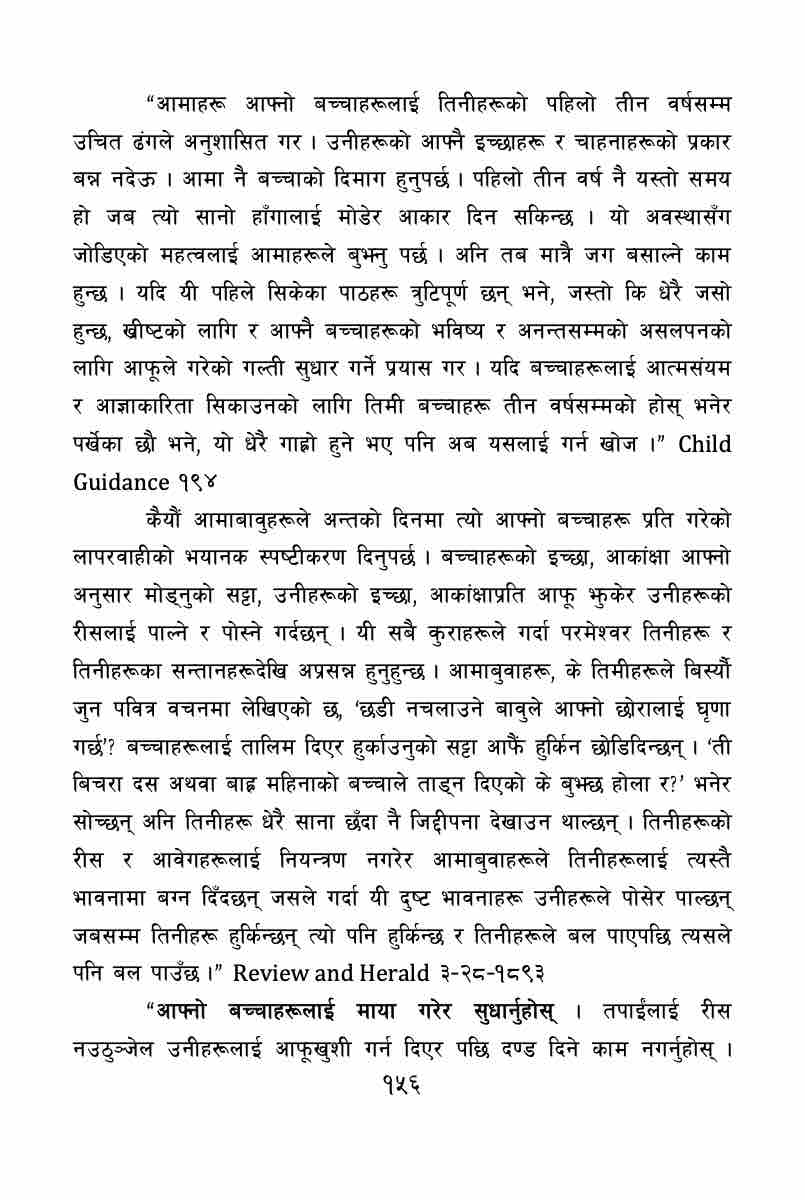 “आमाहरू आफ्नो बच्चाहरूलाई तिनीहरूको पहिलो तीन वर्षसम्म
उचित ढंगले अनुशासित गर । उनीहरूको आफ्नै इच्छाहरू र चाहनाहरूको प्रकार
बन्न नदेऊ । आमा नै बच्चाको दिमाग हुनुपर्छ । पहिलो तीन वर्ष नै यस्तो समय
हो जब त्यो सानो हाँगालाई मोडेर आकार दिन सकिन्छ । यो अवस्थासँग
जोडिएको महत्वलाई आमाहरूले बुझ्नु पर्छ । अनि तब मात्रै जग बसाल्ने काम
हुन्छ । यदि यी पहिले सिकेका पाठहरू त्रुटिपूर्ण छन् भने, जस्तो कि धेरै जसो
हुन्छ, ख्रीष्टको लागि र आफ्नै बच्चाहरूको भविष्य र अनन्तसम्मको असलपनको
लागि आफूले गरेको गल्ती सुधार गर्ने प्रयास गर । यदि बच्चाहरूलाई आत्मसंयम
र आज्ञाकारिता सिकाउनको लागि तिमी बच्चाहरू तीन वर्षसम्मको होस् भनेर
पर्खेका छौ भने, यो धेरै गाह्रो हुने भए पनि अब यसलाई गर्न खोज ।” Child
Guidance १९४
कैयौं आमाबावुहरूले अन्तको दिनमा त्यो आफ्नो बच्चाहरू प्रति गरेको
लापरवाहीको भयानक स्पष्टीकरण दिनुपर्छ । बच्चाहरूको इच्छा, आकांक्षा आफ्नो
अनुसार मोड्नुको सट्टा, उनीहरूको इच्छा, आकांक्षाप्रति आफू झुकेर उनीहरूको
रीसलाई पाल्ने र पोस्ने गर्दछन् । यी सबै कुराहरूले गर्दा परमेश्वर तिनीहरू र
तिनीहरूका सन्तानहरूदेखि अप्रसन्न हुनुहुन्छ । आमाबुवाहरू, के तिमीहरूले बिर्स्यौ
जुन पवित्र वचनमा लेखिएको छ, ‘छडी नचलाउने बावुले आफ्नो छोरालाई घृणा
गर्छ’? बच्चाहरूलाई तालिम दिएर हुर्काउनुको सट्टा आफैं हुर्किन छोडिदिन्छन् । ‘ती
बिचरा दस अथवा बाह्र महिनाको बच्चाले ताड्न दिएको के बुझ्छ होला र?’ भनेर
सोच्छन् अनि तिनीहरू धेरै साना छँदा नै जिद्दीपना देखाउन थाल्छन् । तिनीहरूको
रीस र आवेगहरूलाई नियन्त्रण नगरेर आमाबुवाहरूले तिनीहरूलाई त्यस्तै
भावनामा बग्न दिँदछन् जसले गर्दा यी दुष्ट भावनाहरू उनीहरूले पोसेर पाल्छन्
जबसम्म तिनीहरू हुर्किन्छन् त्यो पनि हुर्किन्छ र तिनीहरूले बल पाएपछि त्यसले
पनि बल पाउँछ ।” Review and Herald ३-२८-१८९३
“आफ्नो बच्चाहरूलाई माया गरेर सुधार्नुहोस् । तपाईंलाई रीस
नउठुञ्जेल उनीहरूलाई आफूखुशी गर्न दिएर पछि दण्ड दिने काम नगर्नुहोस् ।
१५६